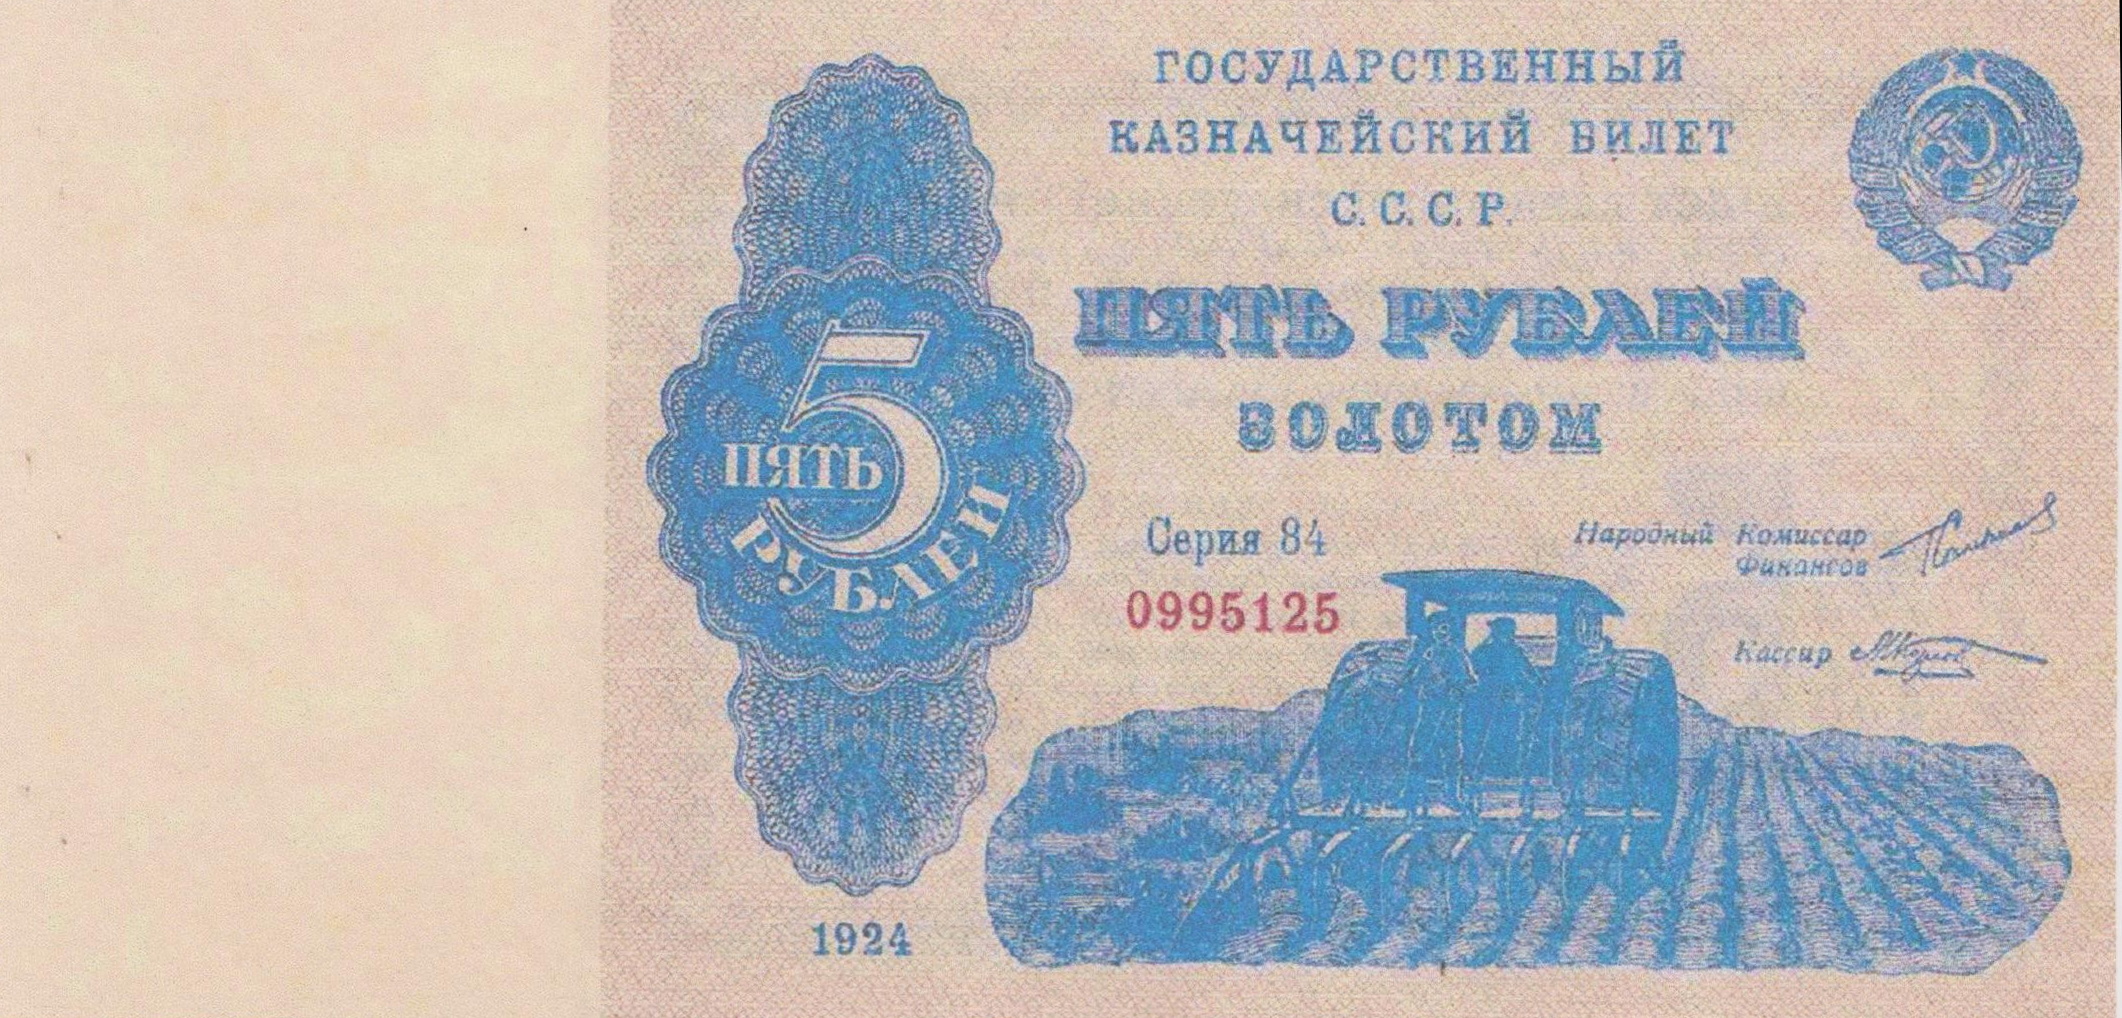 ГОСУДАРСТВЕННЫЙ
КАЗНАЧЕЙСКИЙ БИЛЕТ
С. С. С. Р.
ПЯТЬ РУБЛЕЙ
ЗОЛОТОМ
5
ПЯТЬ
РУБЛЕЙ
Серия 84
0995125
Народный Комиссар
Финансов
Кассир
1924